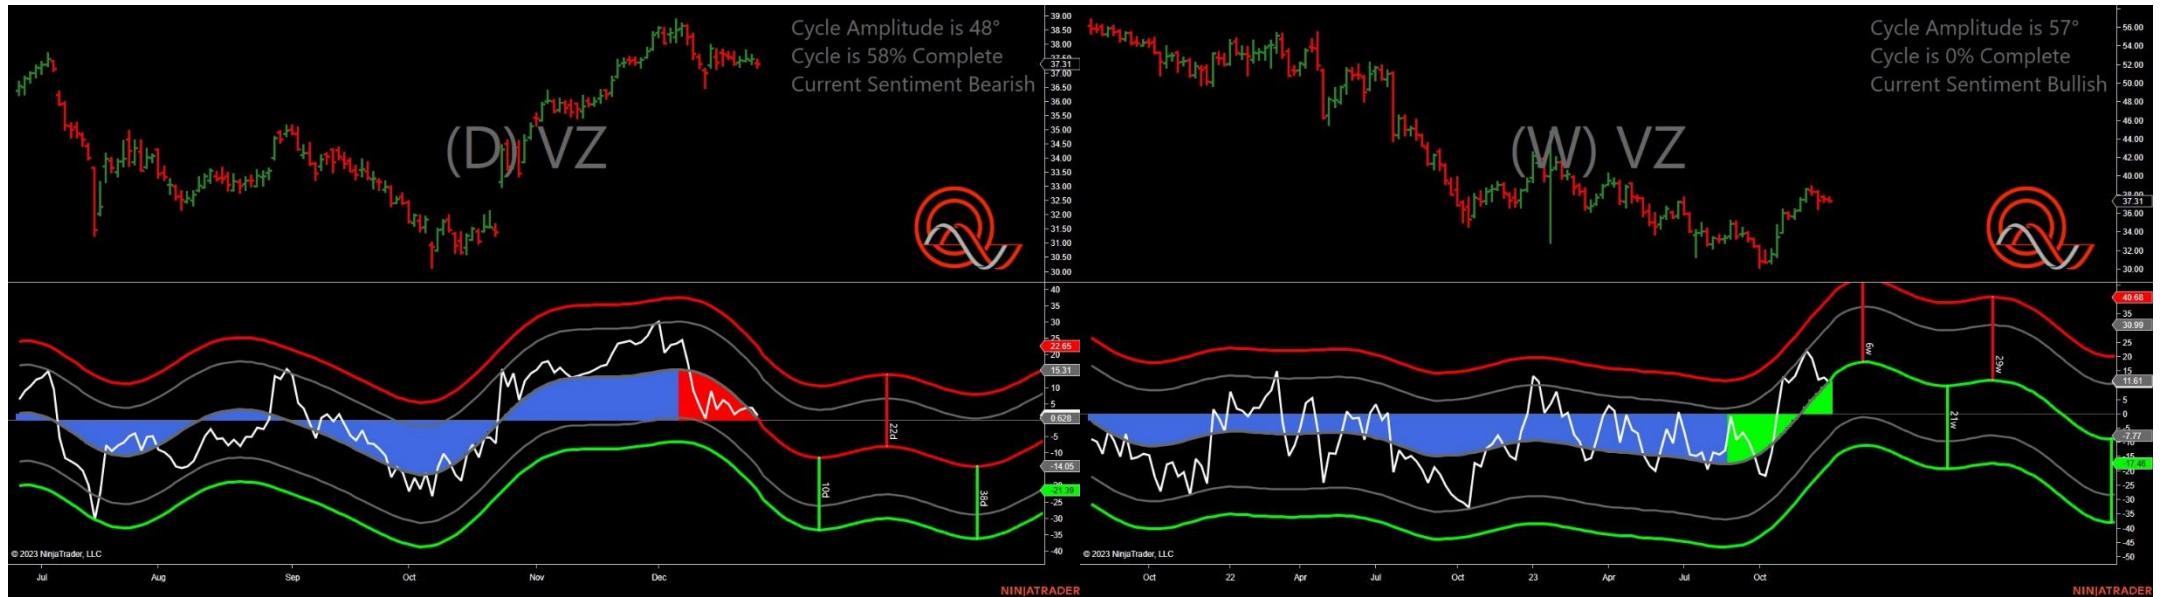 Cycle Amplitude is 48°
Cycle is 58% Complete
Current Sentiment Bearish
(D) VZ
39.00
38.50
38.00
37.31
37.00
36.50
36.00
35.50
35.00
34.50
34.00
33.50
33.00
32.50
32.00
31.50
31.00
30.50
30.00
40
35
30
25
22.65
20
15.31
10
5
0.628
-5
-10
-14.05
-21.39
-25
-30
-35
-40
10d
22d
38d
© 2023 NinjaTrader, LLC
Jul
Aug
Sep
Oct
Nov
Dec
NINJATRADER
Cycle Amplitude is 57°
Cycle is 0% Complete
Current Sentiment Bullish
(W) VZ
56.00
54.00
52.00
50.00
48.00
46.00
44.00
42.00
40.00
38.00
37.31
36.00
34.00
32.00
30.00
40.68
35
30.99
25
20
15
11.61
5
0
-7.77
-15
-17.46
-25
-30
-35
-40
-45
-50
6w
29w
21w
© 2023 NinjaTrader, LLC
Oct
22
Apr
Jul
Oct
23
Apr
Jul
Oct
NINJATRADER